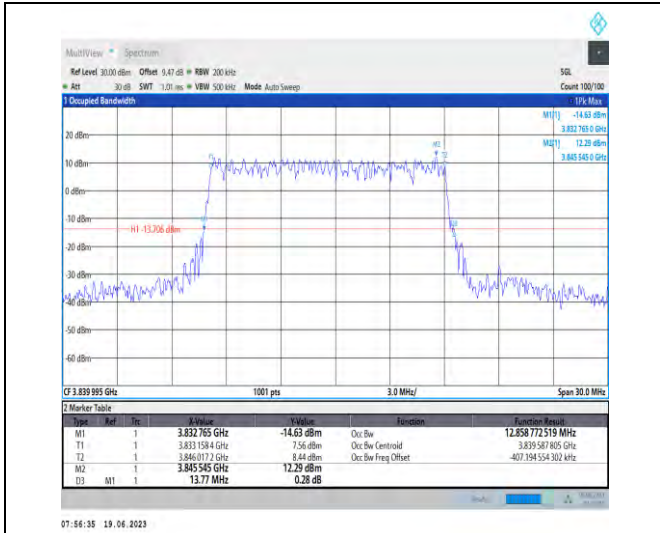 MultiView Spectrum
Ref Level 30.00 dBm Offset 9.47 dB RBW 200 kHz SGL
Att 30 dB SWT 1.01 ms VBW 500 kHz Mode Auto Sweep Count 100/100
1 Occupied Bandwidth 1Pk Max
M1[1] -14.63 dBm
3.832 765 0 GHz
M2[1] 12.29 dBm
3.845 545 0 GHz
20 dBm
M2
T1 T2
10 dBm
0 dBm
-10 dBm
H1 -13.706 dBm
-20 dBm
-30 dBm
-40 dBm
-50 dBm
-60 dBm
CF 3.839 995 GHz 1001 pts 3.0 MHz/ Span 30.0 MHz
2 Marker Table
Type Ref Trc X-Value Y-Value Function Function Result
M1 1 3.832 765 GHz -14.63 dBm Occ Bw 12.858 772 519 MHz
T1 1 3.833 158 4 GHz 7.56 dBm Occ Bw Centroid 3.839 587 805 GHz
T2 1 3.846 017 2 GHz 8.44 dBm Occ Bw Freq Offset -407.194 554 302 kHz
M2 1 3.845 545 GHz 12.29 dBm
D3 M1 1 13.77 MHz 0.28 dB
07:56:35 19.06.2023